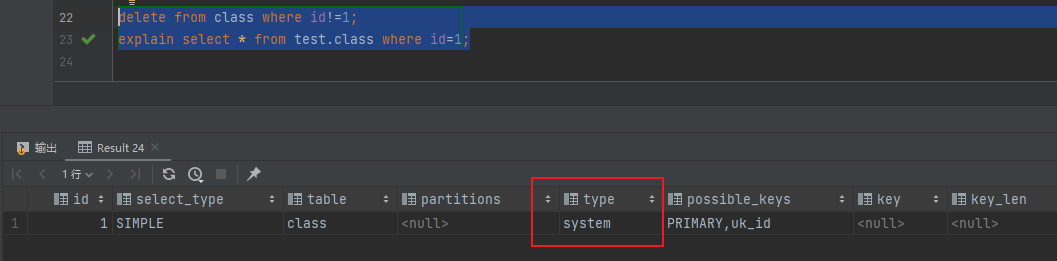 22 delete from class where id!=1;
23 explain select * from test.class where id=1;
24
输出 Result 24
1 行
id select_type table partitions type possible_keys key key_len
1 1 SIMPLE class <null> system PRIMARY,uk_id <null> <null>